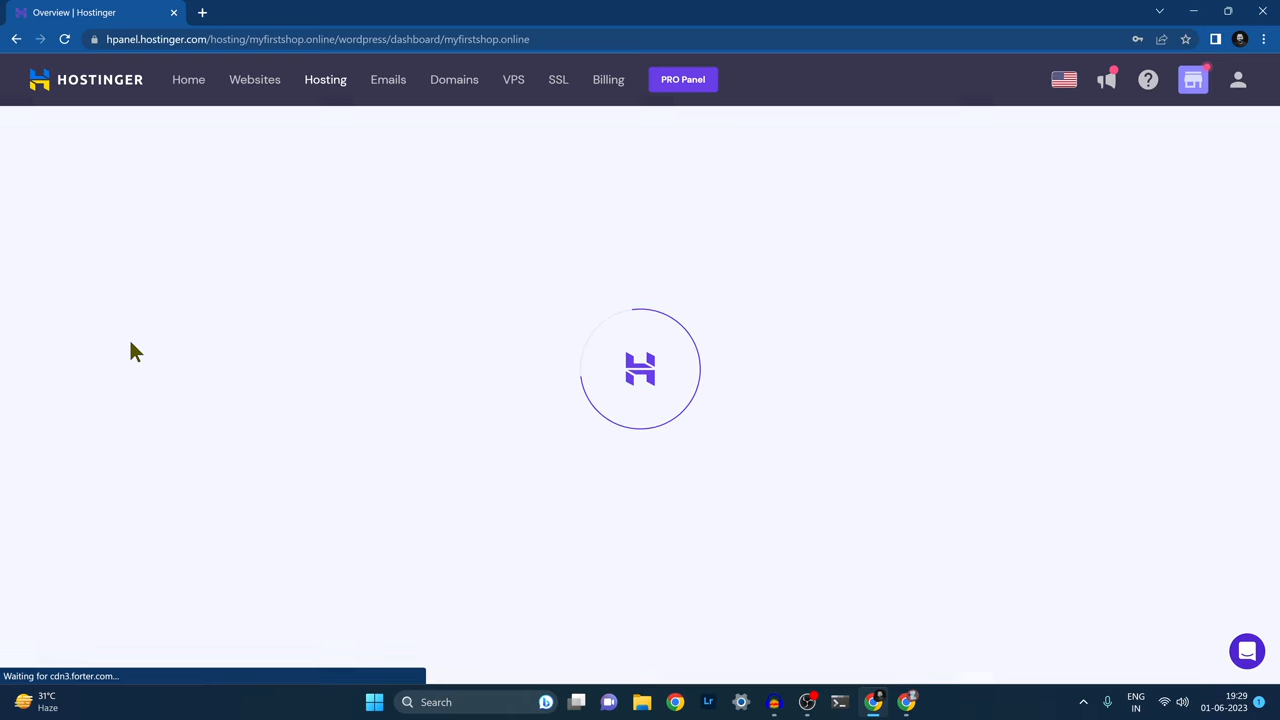 Overview | Hostinger
hpanel.hostinger.com/hosting/myfirstshop.online/wordpress/dashboard/myfirstshop.online
HOSTINGER Home Websites Hosting Emails Domains VPS SSL Billing PRO Panel
Waiting for cdn3.forter.com...
31°C
Haze
Search
Lr
ENG
IN
19:29
01-06-2023
1